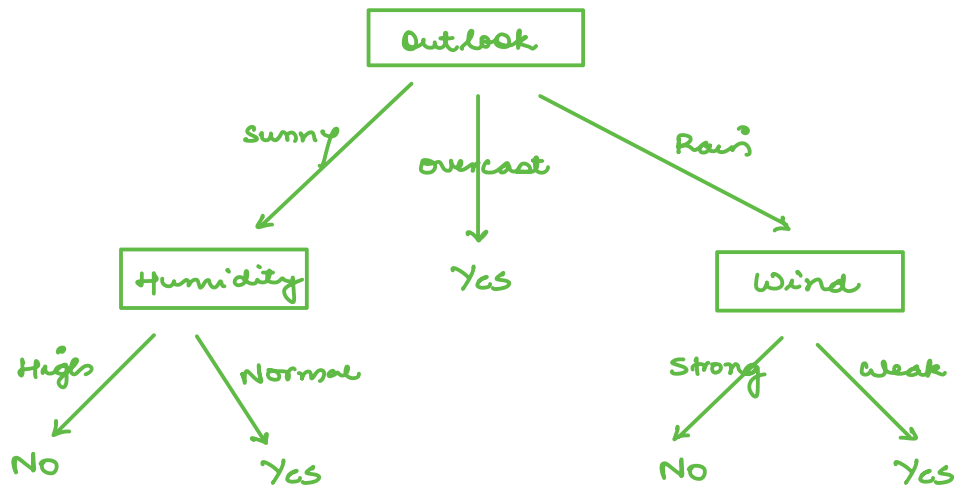 Outlook
Sunny
Overcast
Rain
Humidity
Yes
Wind
High
Normal
Strong
Weak
No
Yes
No
Yes